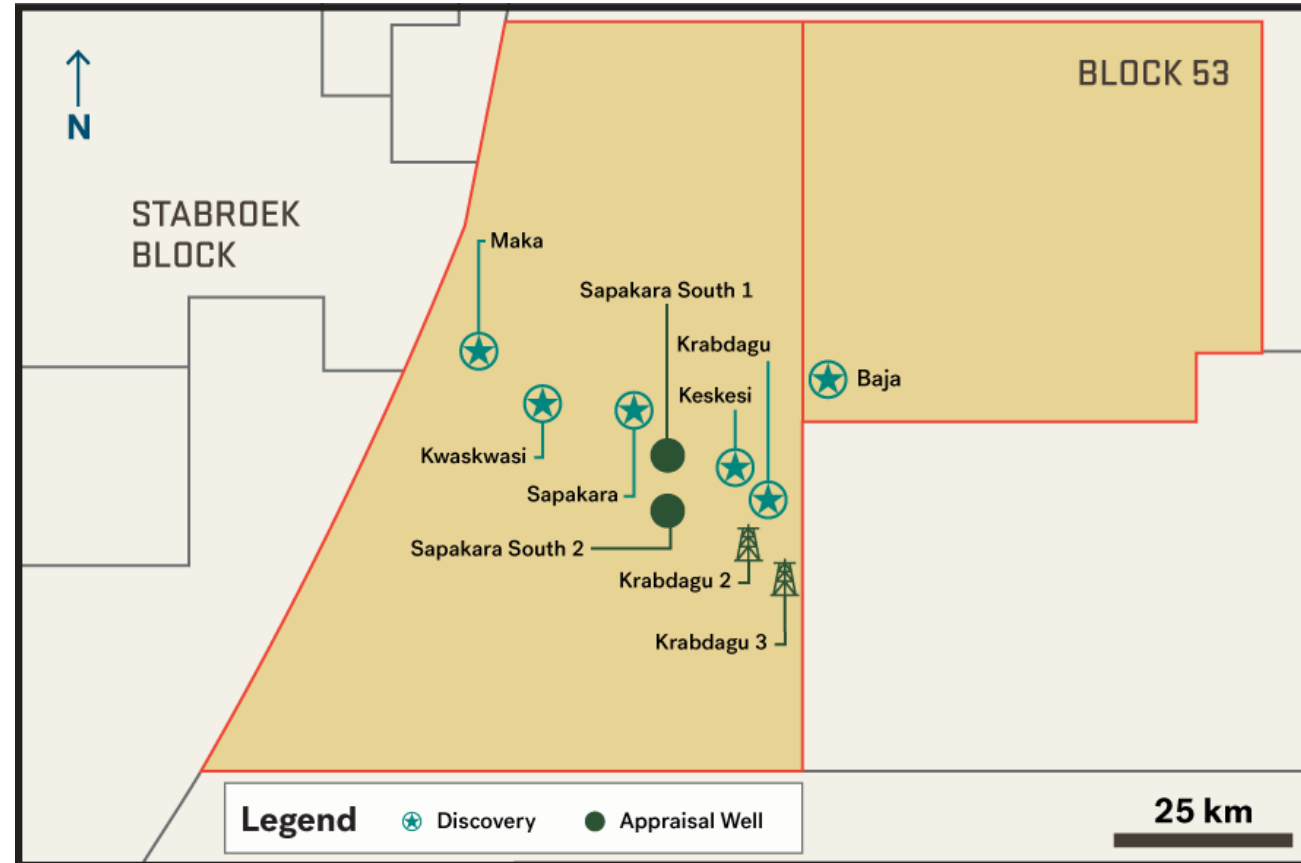 BLOCK 53
N
STABROEK
BLOCK
Maka
Sapakara South 1
Krabdagu
Keskesi
Baja
Kwaskwasi
Sapakara
Sapakara South 2
Krabdagu 2
Krabdagu 3
Legend
Discovery
Appraisal Well
25 km